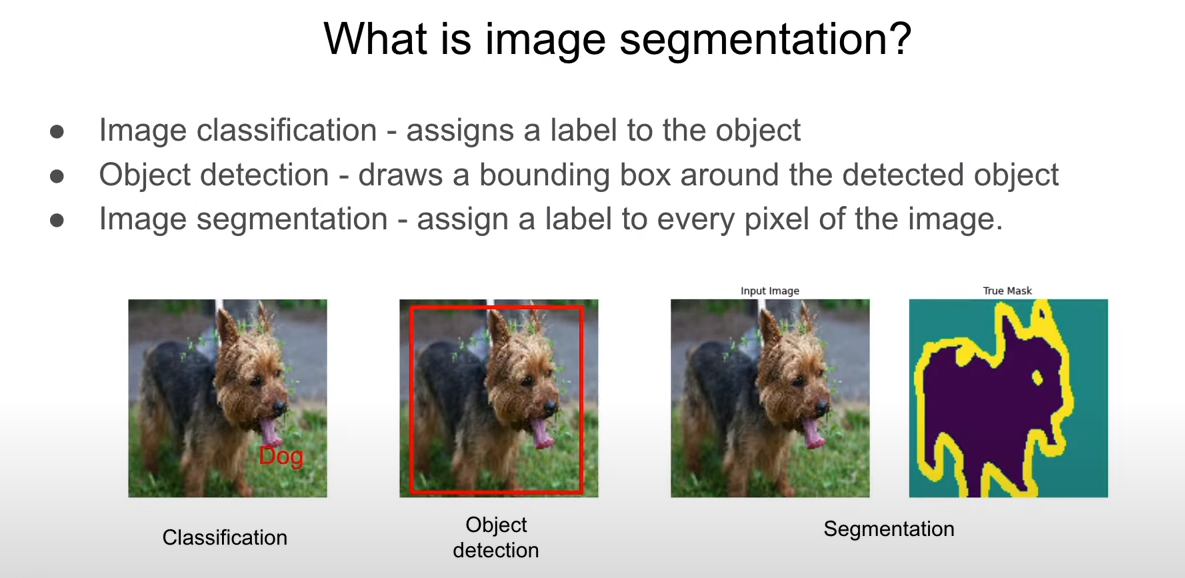 What is image segmentation?
● Image classification - assigns a label to the object
● Object detection - draws a bounding box around the detected object
● Image segmentation - assign a label to every pixel of the image.
Input Image
True Mask
Dog
Classification
Object
detection
Segmentation